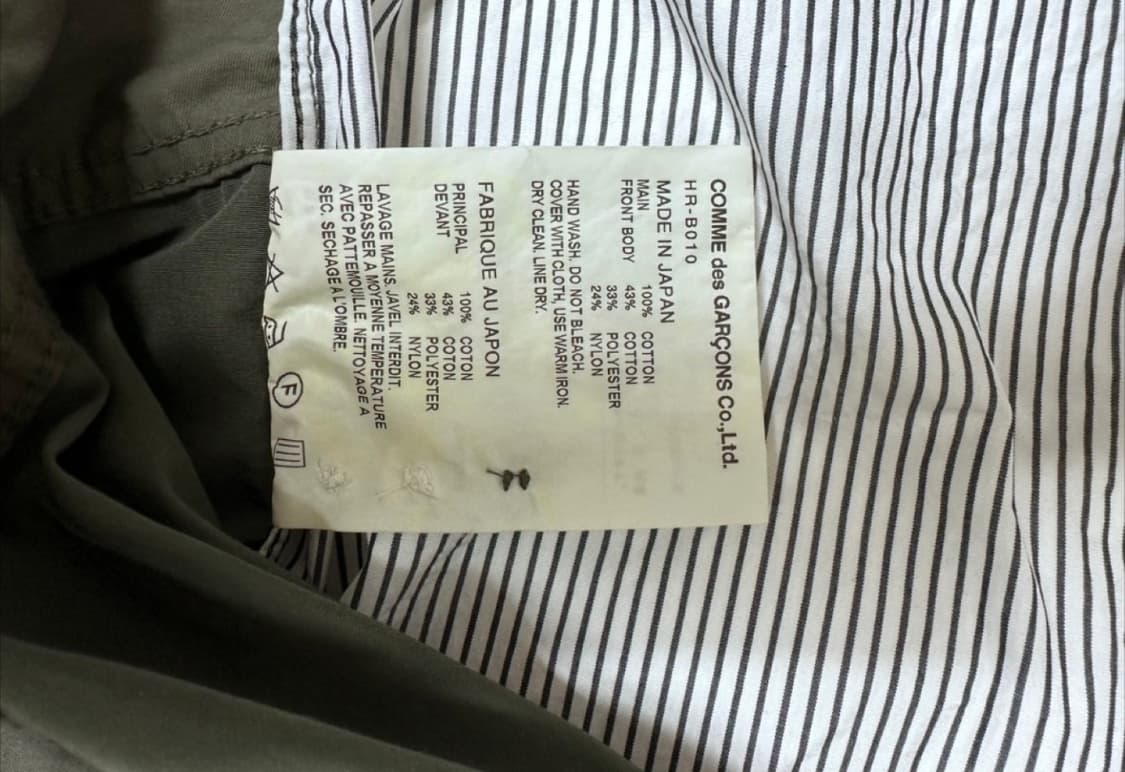 COMME des GARÇONS Co.,Ltd.
HR-B010
MADE IN JAPAN
MAIN 100% COTTON
FRONT BODY 43% COTTON
33% POLYESTER
24% NYLON
HAND WASH. DO NOT BLEACH.
COVER WITH CLOTH, USE WARM IRON.
DRY CLEAN. LINE DRY.
FABRIQUE AU JAPON
PRINCIPAL 100% COTON
DEVANT 43% COTON
33% POLYESTER
24% NYLON
LAVAGE MAINS. JAVEL INTERDIT.
REPASSER A MOYENNE TEMPERATURE
AVEC PATTEMOUILLE. NETTOYAGE A
SEC. SECHAGE A L'OMBRE.
F